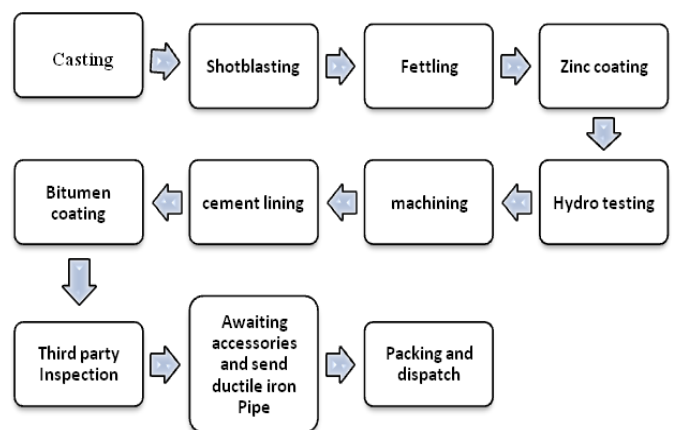 Casting
Shotblasting
Fettling
Zinc coating
Hydro testing
machining
cement lining
Bitumen
coating
Third party
Inspection
Awaiting
accessories
and send
ductile iron
Pipe
Packing and
dispatch